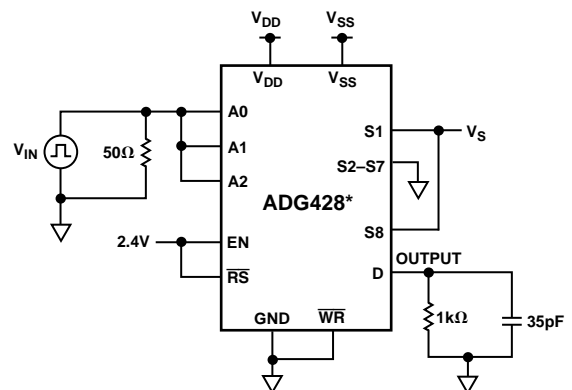 VDD
VSS
VDD
VSS
A0
S1
VS
VIN
50Ω
A1
S2–S7
A2
ADG428*
2.4V
EN
S8
OUTPUT
RS
D
GND
WR
1kΩ
35pF